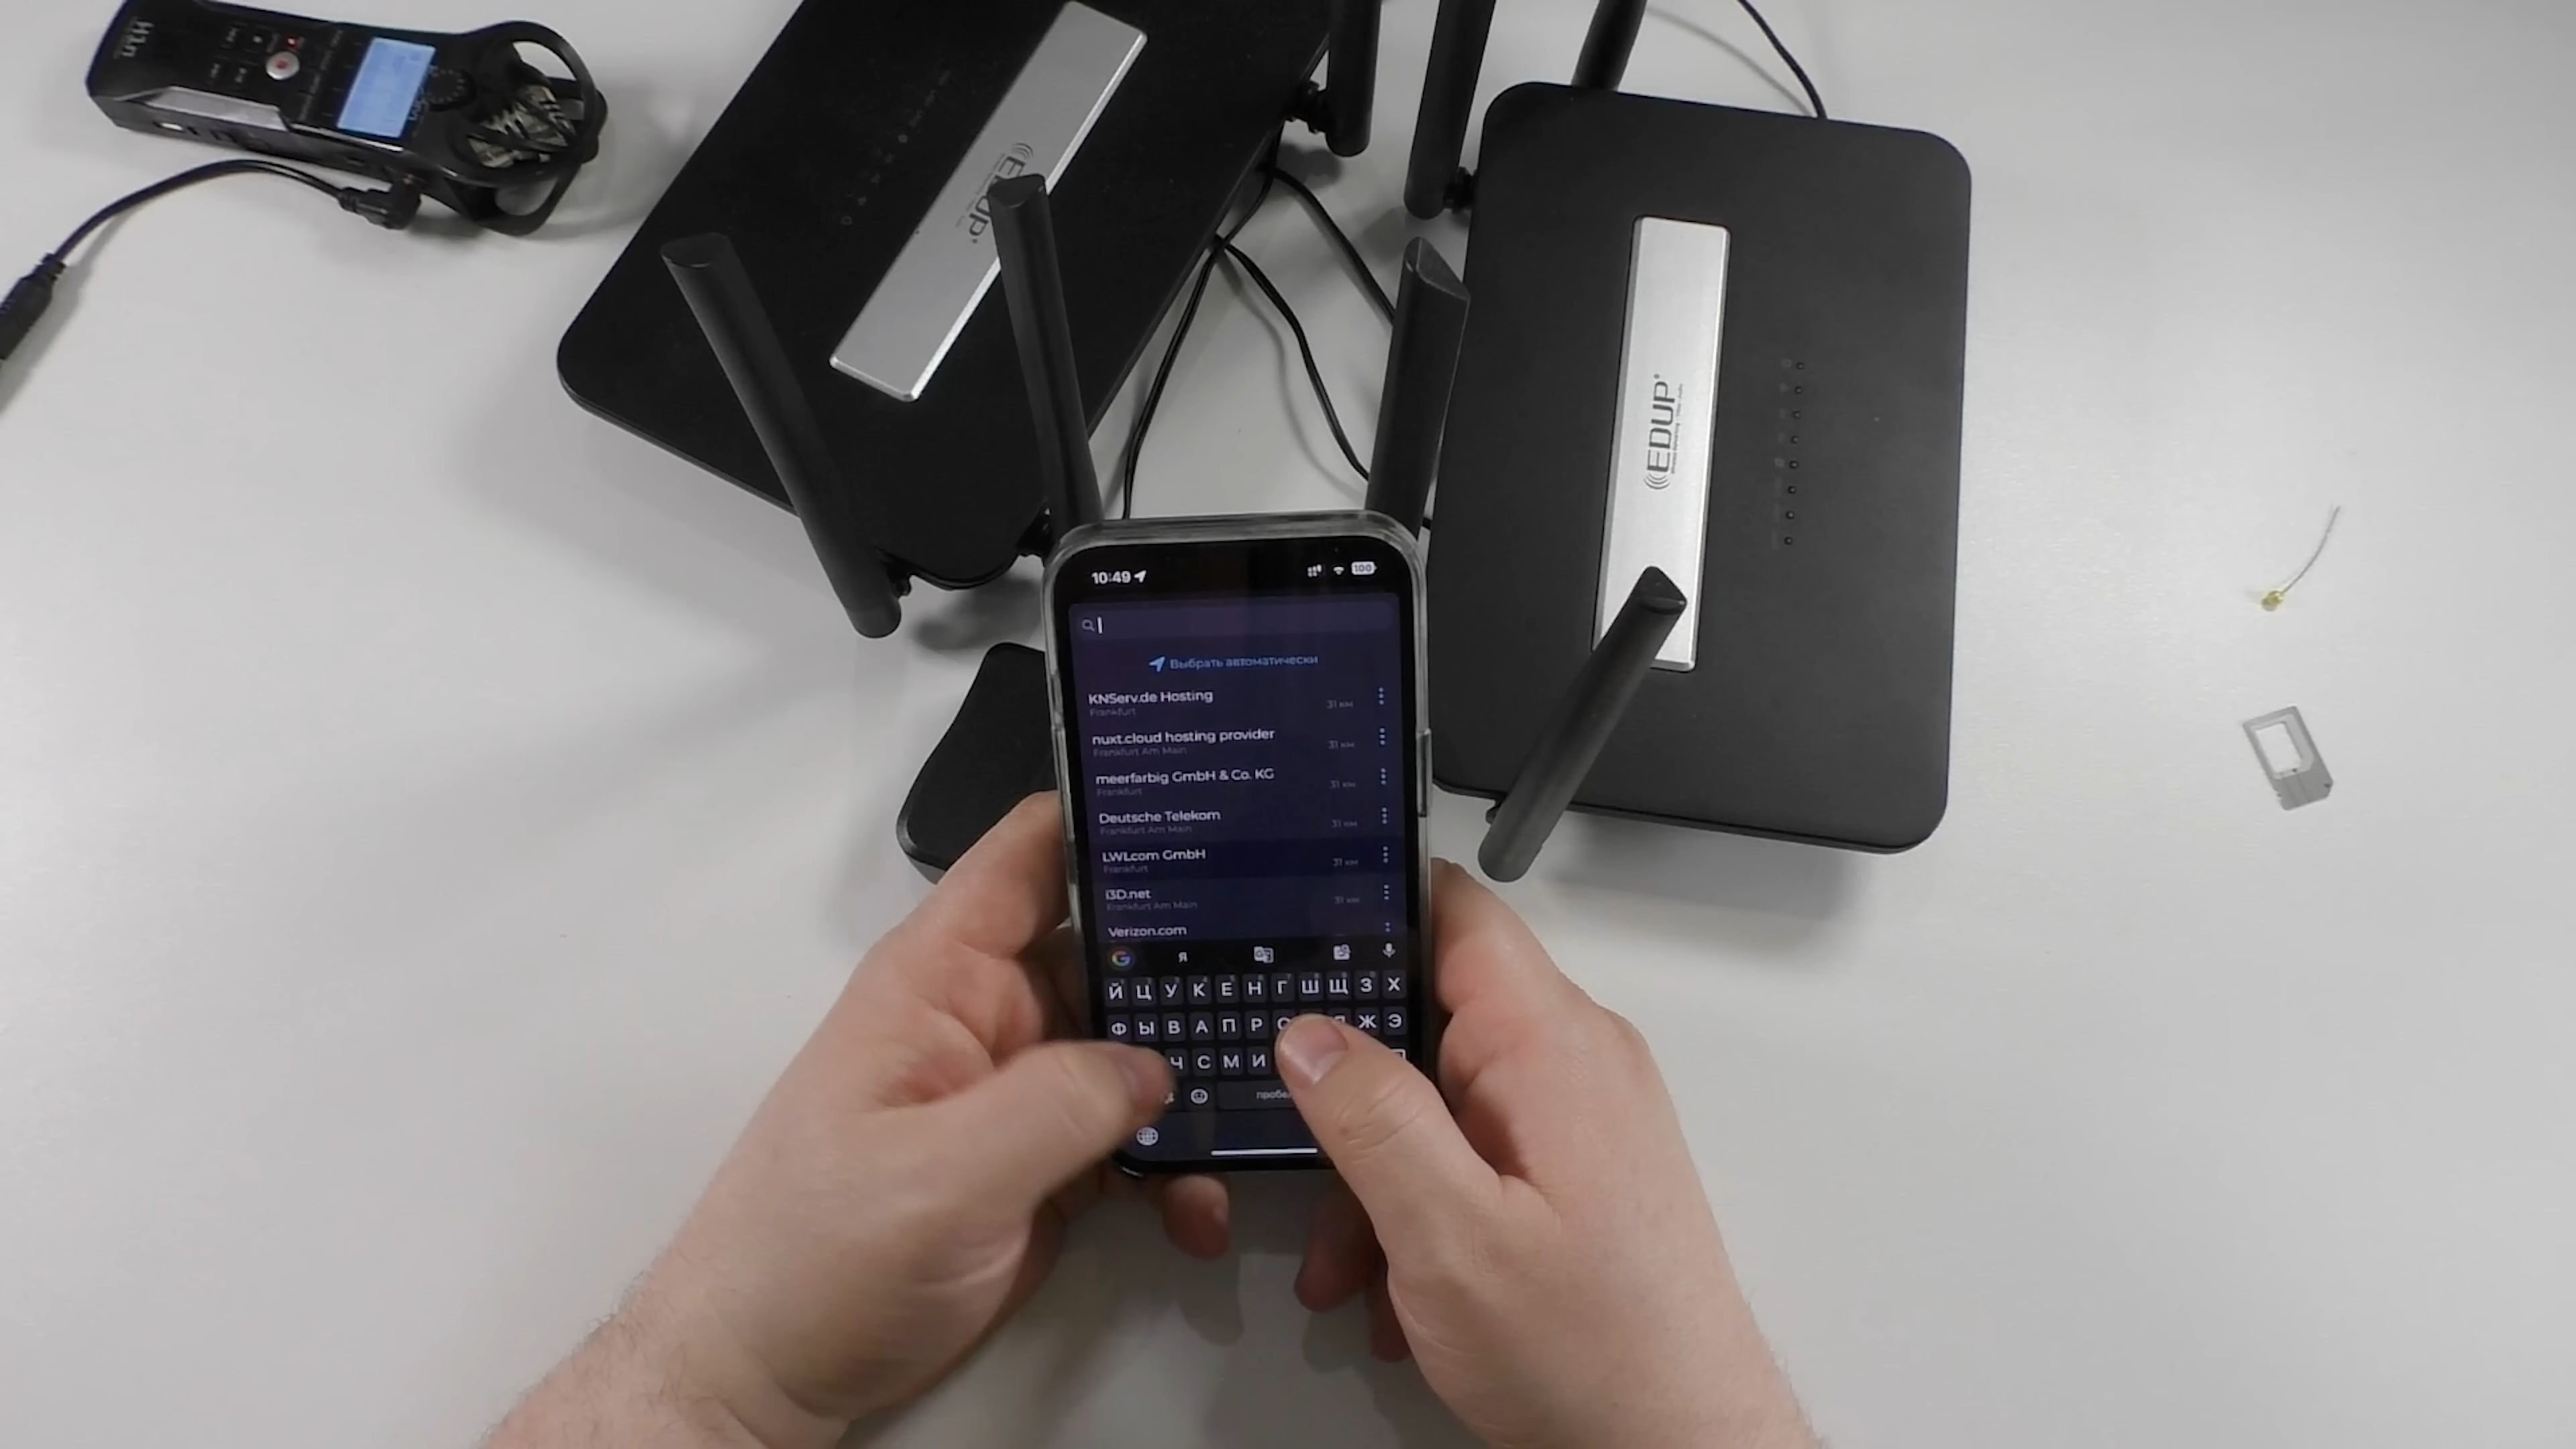 H1n
EDUP
EDUP
10:49
100
Выбрать автоматически
KNServ.de Hosting
Frankfurt
31 км
nuxt.cloud hosting provider
Frankfurt Am Main
31 км
meerfarbig GmbH & Co. KG
Frankfurt
31 км
Deutsche Telekom
Frankfurt Am Main
31 км
LWLcom GmbH
Frankfurt
31 км
i3D.net
Frankfurt Am Main
31 км
Verizon.com
я
Й Ц У К Е Н Г Ш Щ З Х
Ф Ы В А П Р О Ж Э
Ч С М И